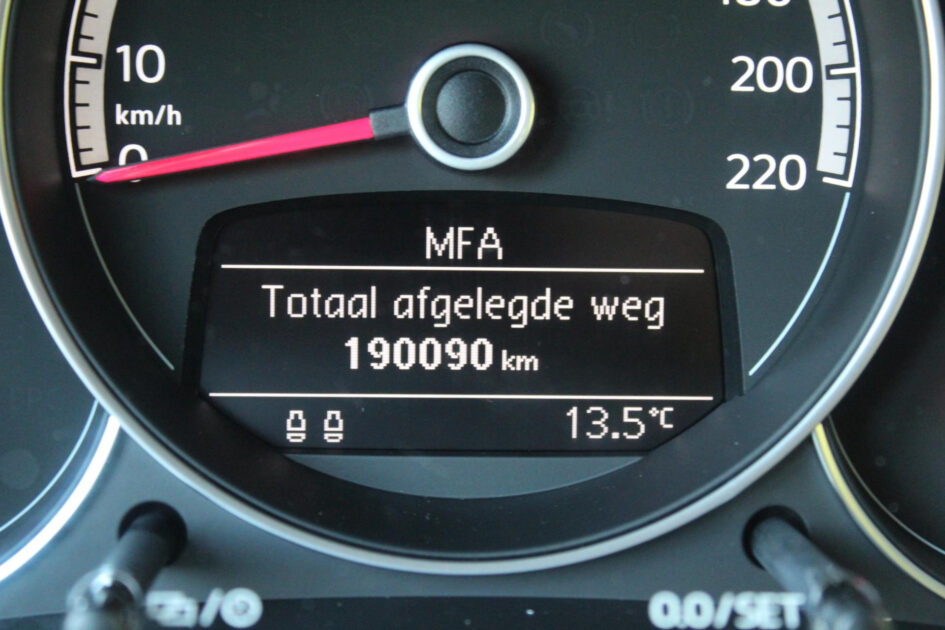 10
km/h
0
200
220
MFA
Totaal afgelegde weg
190090 km
13.5°C
0.0/SET